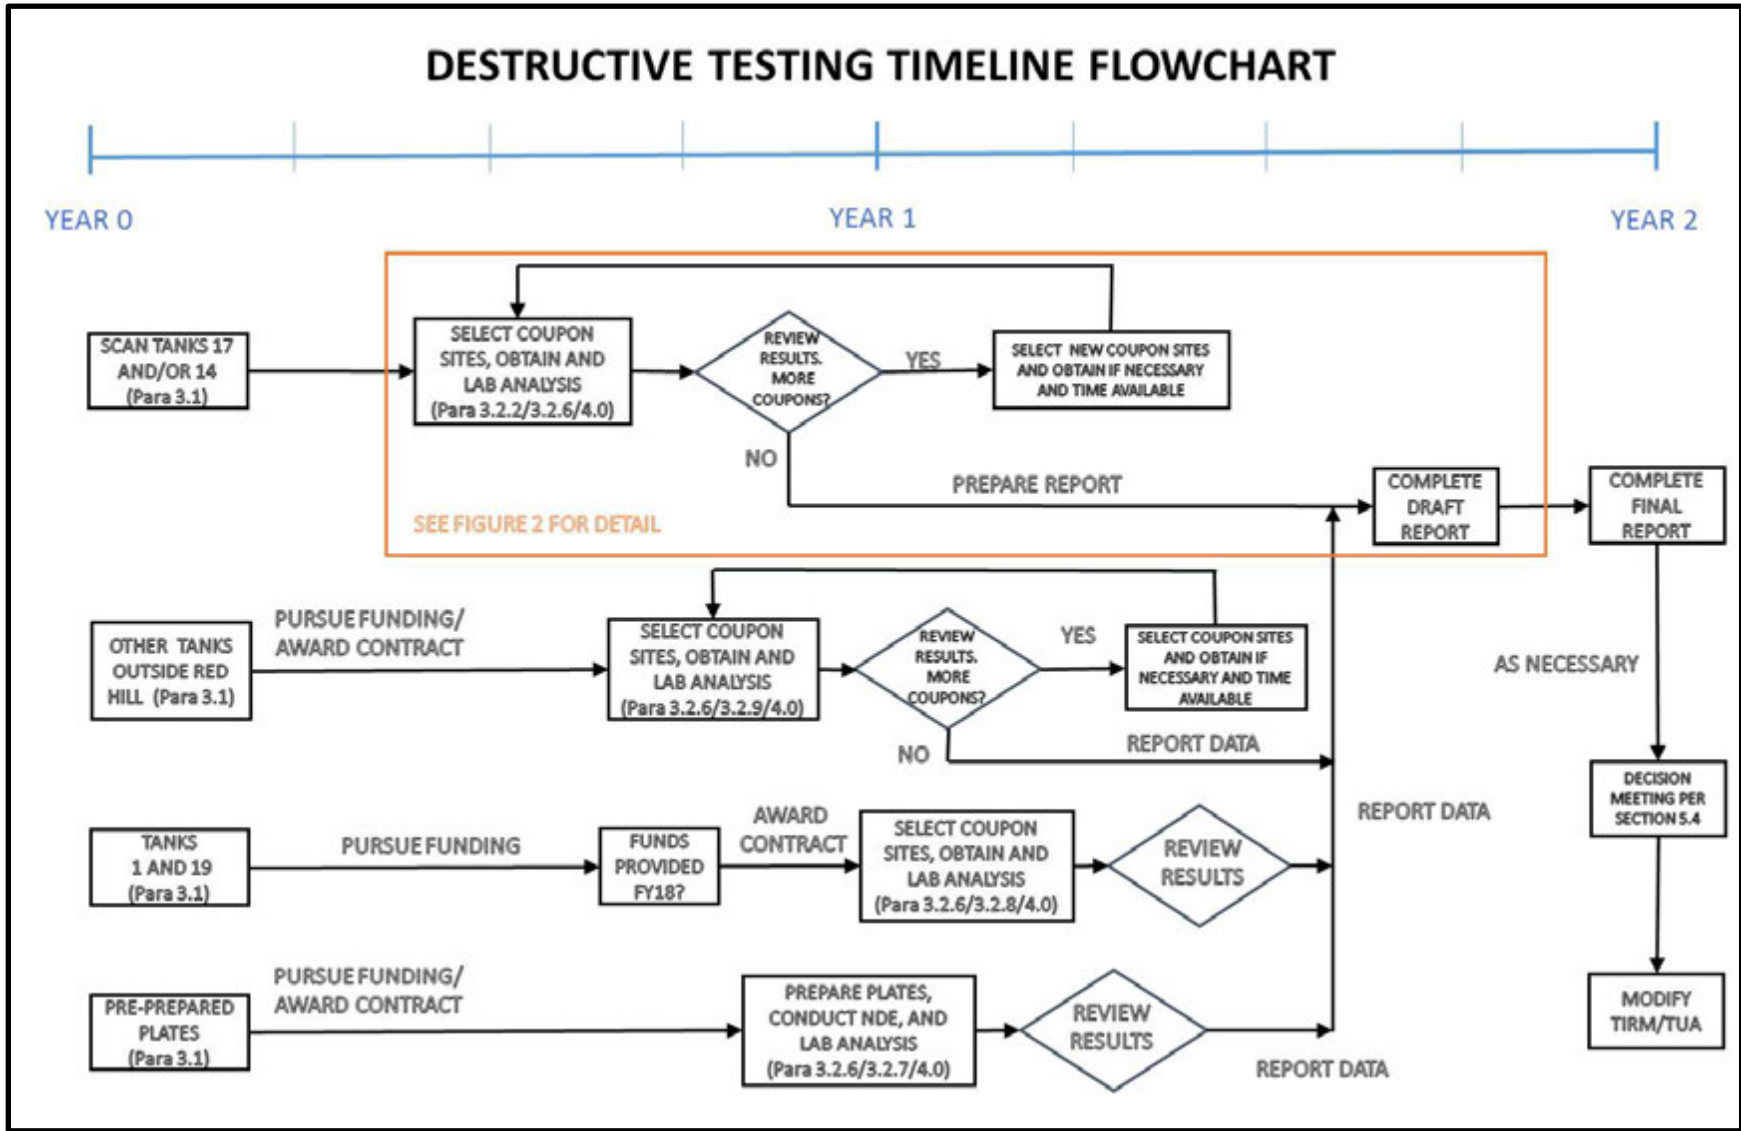 DESTRUCTIVE TESTING TIMELINE FLOWCHART
YEAR 0
YEAR 1
YEAR 2
SCAN TANKS 17
AND/OR 14
(Para 3.1)
SELECT COUPON
SITES, OBTAIN AND
LAB ANALYSIS
(Para 3.2.2/3.2.6/4.0)
REVIEW
RESULTS.
MORE
COUPONS?
YES
SELECT NEW COUPON SITES
AND OBTAIN IF NECESSARY
AND TIME AVAILABLE
NO
PREPARE REPORT
SEE FIGURE 2 FOR DETAIL
COMPLETE
DRAFT
REPORT
COMPLETE
FINAL
REPORT
OTHER TANKS
OUTSIDE RED
HILL (Para 3.1)
PURSUE FUNDING/
AWARD CONTRACT
SELECT COUPON
SITES, OBTAIN AND
LAB ANALYSIS
(Para 3.2.6/3.2.9/4.0)
REVIEW
RESULTS.
MORE
COUPONS?
YES
SELECT COUPON SITES
AND OBTAIN IF
NECESSARY AND TIME
AVAILABLE
NO
REPORT DATA
AS NECESSARY
TANKS
1 AND 19
(Para 3.1)
PURSUE FUNDING
FUNDS
PROVIDED
FY18?
AWARD
CONTRACT
SELECT COUPON
SITES, OBTAIN AND
LAB ANALYSIS
(Para 3.2.6/3.2.8/4.0)
REVIEW
RESULTS
REPORT DATA
DECISION
MEETING PER
SECTION 5.4
PRE-PREPARED
PLATES
(Para 3.1)
PURSUE FUNDING/
AWARD CONTRACT
PREPARE PLATES,
CONDUCT NDE, AND
LAB ANALYSIS
(Para 3.2.6/3.2.7/4.0)
REVIEW
RESULTS
REPORT DATA
MODIFY
TIRM/TUA